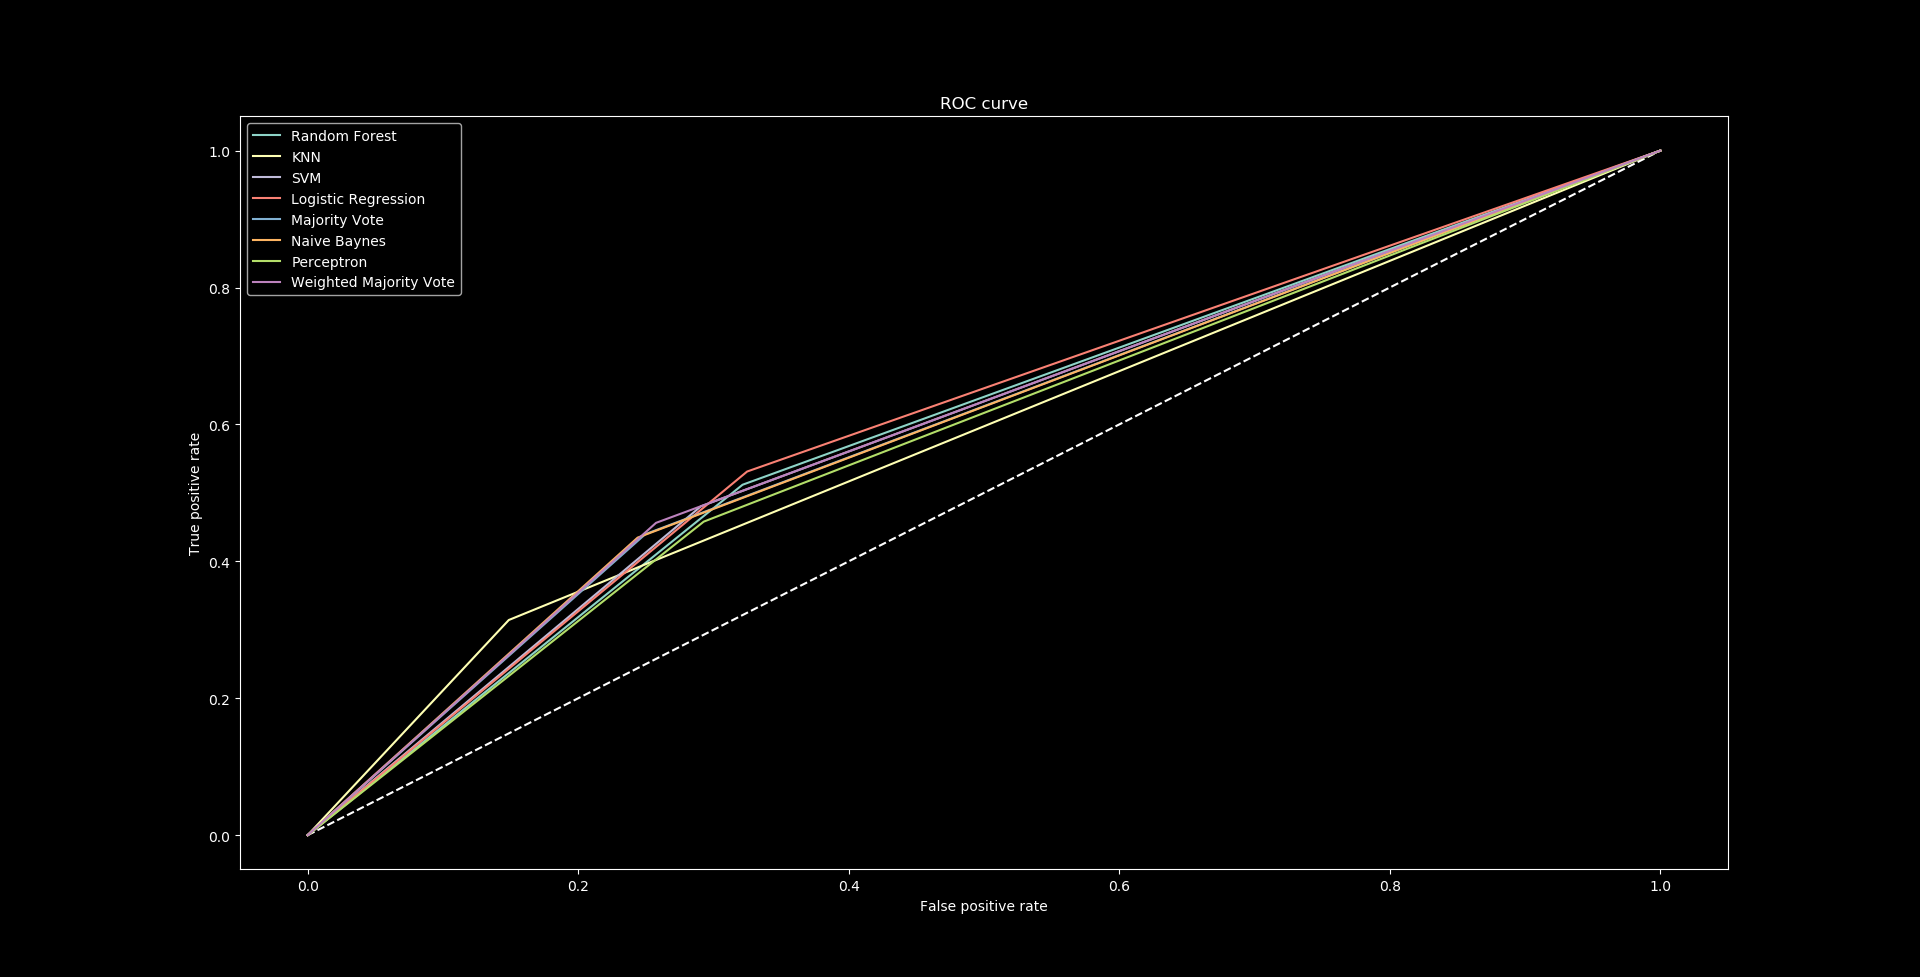 ROC curve
Random Forest
KNN
SVM
Logistic Regression
Majority Vote
Naive Baynes
Perceptron
Weighted Majority Vote
1.0
0.8
0.6
0.4
0.2
0.0
True positive rate
0.0 0.2 0.4 0.6 0.8 1.0
False positive rate